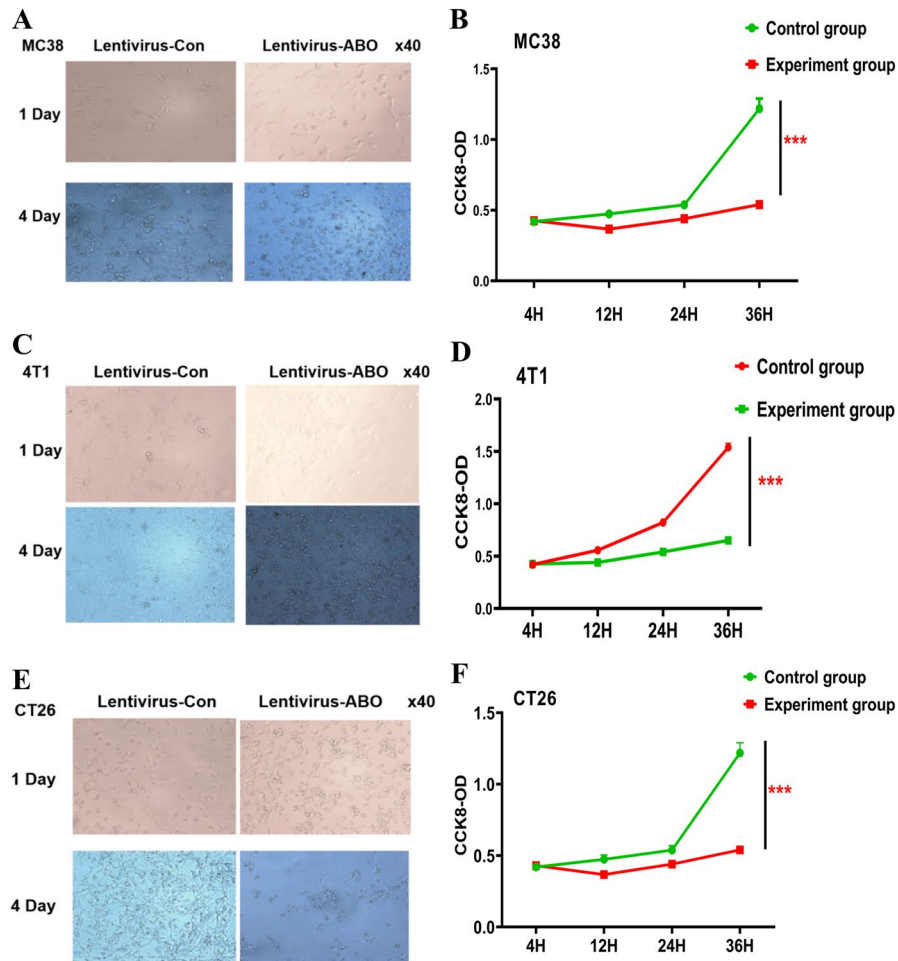 A
MC38 Lentivirus-Con Lentivirus-ABO x40
1 Day
4 Day
B
MC38
Control group
Experiment group
CCK8-OD
1.5
1.0
0.5
0.0
***
4H 12H 24H 36H
C
4T1 Lentivirus-Con Lentivirus-ABO x40
1 Day
4 Day
D
4T1
Control group
Experiment group
CCK8-OD
2.0
1.5
1.0
0.5
0.0
***
4H 12H 24H 36H
E
CT26 Lentivirus-Con Lentivirus-ABO x40
1 Day
4 Day
F
CT26
Control group
Experiment group
CCK8-OD
1.5
1.0
0.5
0.0
***
4H 12H 24H 36H